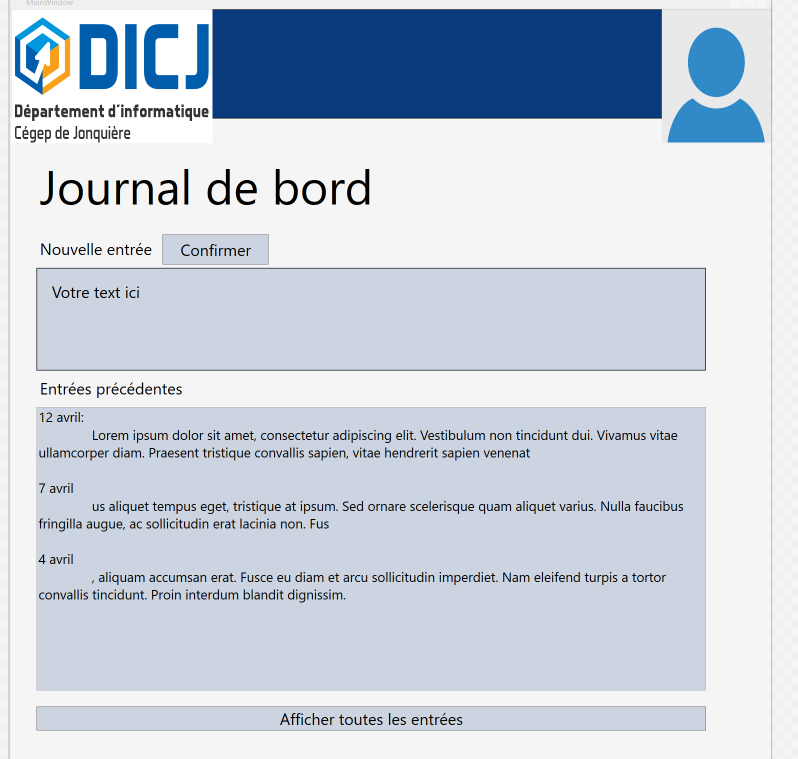 MainWindow
DICJ
Département d'informatique
Cégep de Jonquière
Journal de bord
Nouvelle entrée
Confirmer
Votre text ici
Entrées précédentes
12 avril:
Lorem ipsum dolor sit amet, consectetur adipiscing elit. Vestibulum non tincidunt dui. Vivamus vitae
ullamcorper diam. Praesent tristique convallis sapien, vitae hendrerit sapien venenat
7 avril
us aliquet tempus eget, tristique at ipsum. Sed ornare scelerisque quam aliquet varius. Nulla faucibus
fringilla augue, ac sollicitudin erat lacinia non. Fus
4 avril
, aliquam accumsan erat. Fusce eu diam et arcu sollicitudin imperdiet. Nam eleifend turpis a tortor
convallis tincidunt. Proin interdum blandit dignissim.
Afficher toutes les entrées